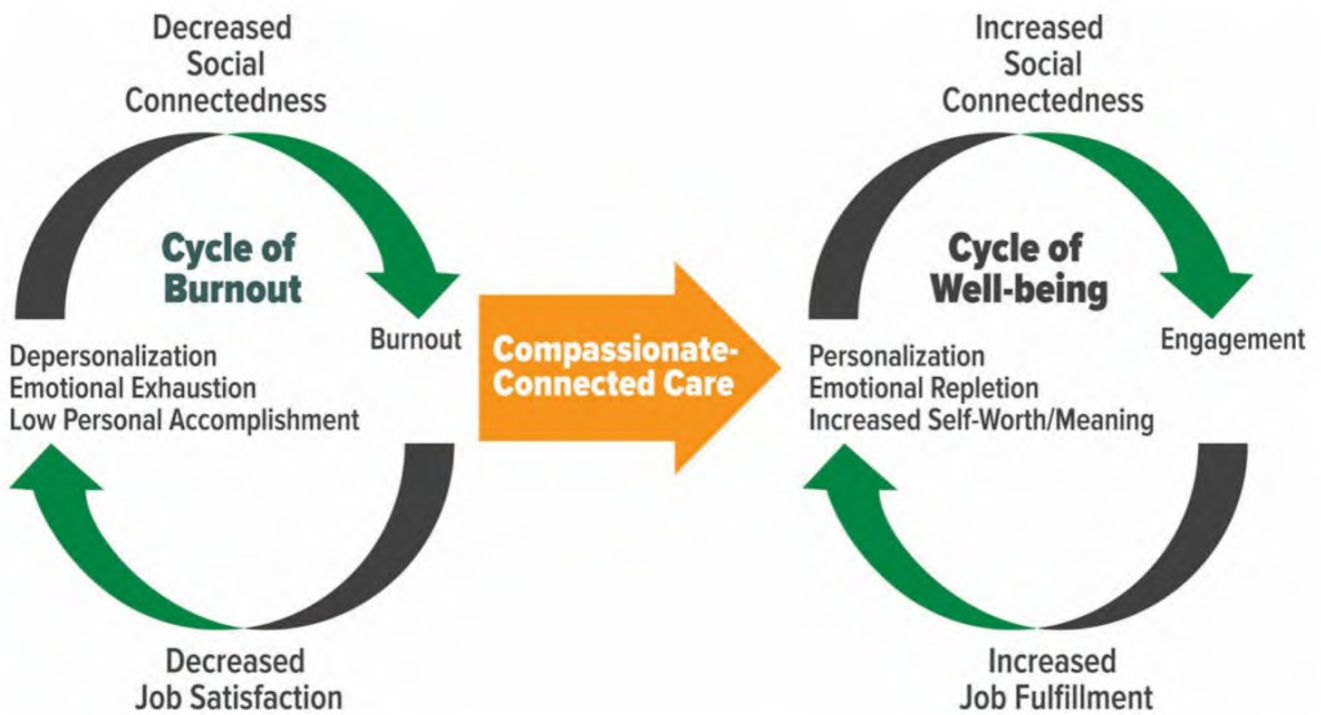 Decreased
Social
Connectedness
Cycle of
Burnout
Burnout
Depersonalization
Emotional Exhaustion
Low Personal Accomplishment
Decreased
Job Satisfaction
Compassionate-
Connected Care
Increased
Social
Connectedness
Cycle of
Well-being
Engagement
Personalization
Emotional Repletion
Increased Self-Worth/Meaning
Increased
Job Fulfillment